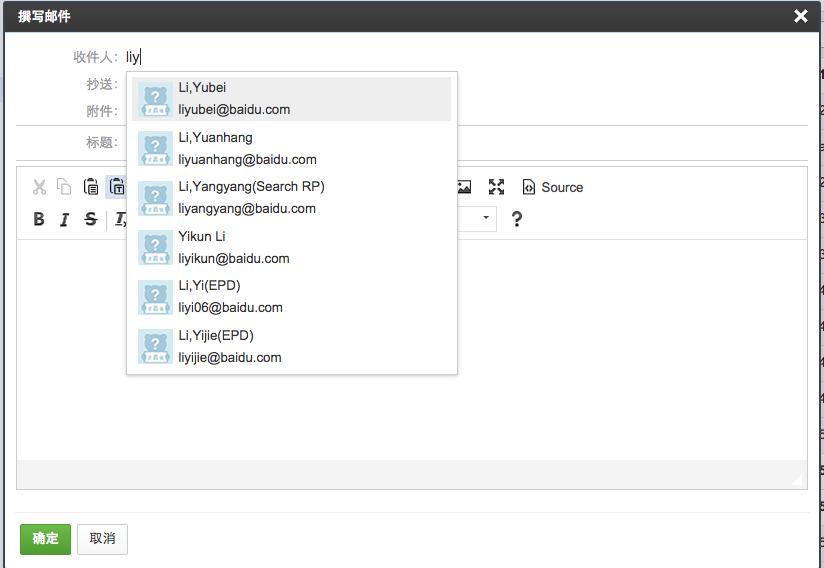 撰写邮件
收件人： liy
抄送：
附件：
标题：
Li,Yubei
liyubei@baidu.com
Li,Yuanhang
liyuanhang@baidu.com
Li,Yangyang(Search RP)
liyangyang@baidu.com
Yikun Li
liyikun@baidu.com
Li,Yi(EPD)
liyi06@baidu.com
Li,Yijie(EPD)
liyijie@baidu.com
Source
B I S
?
确定 取消